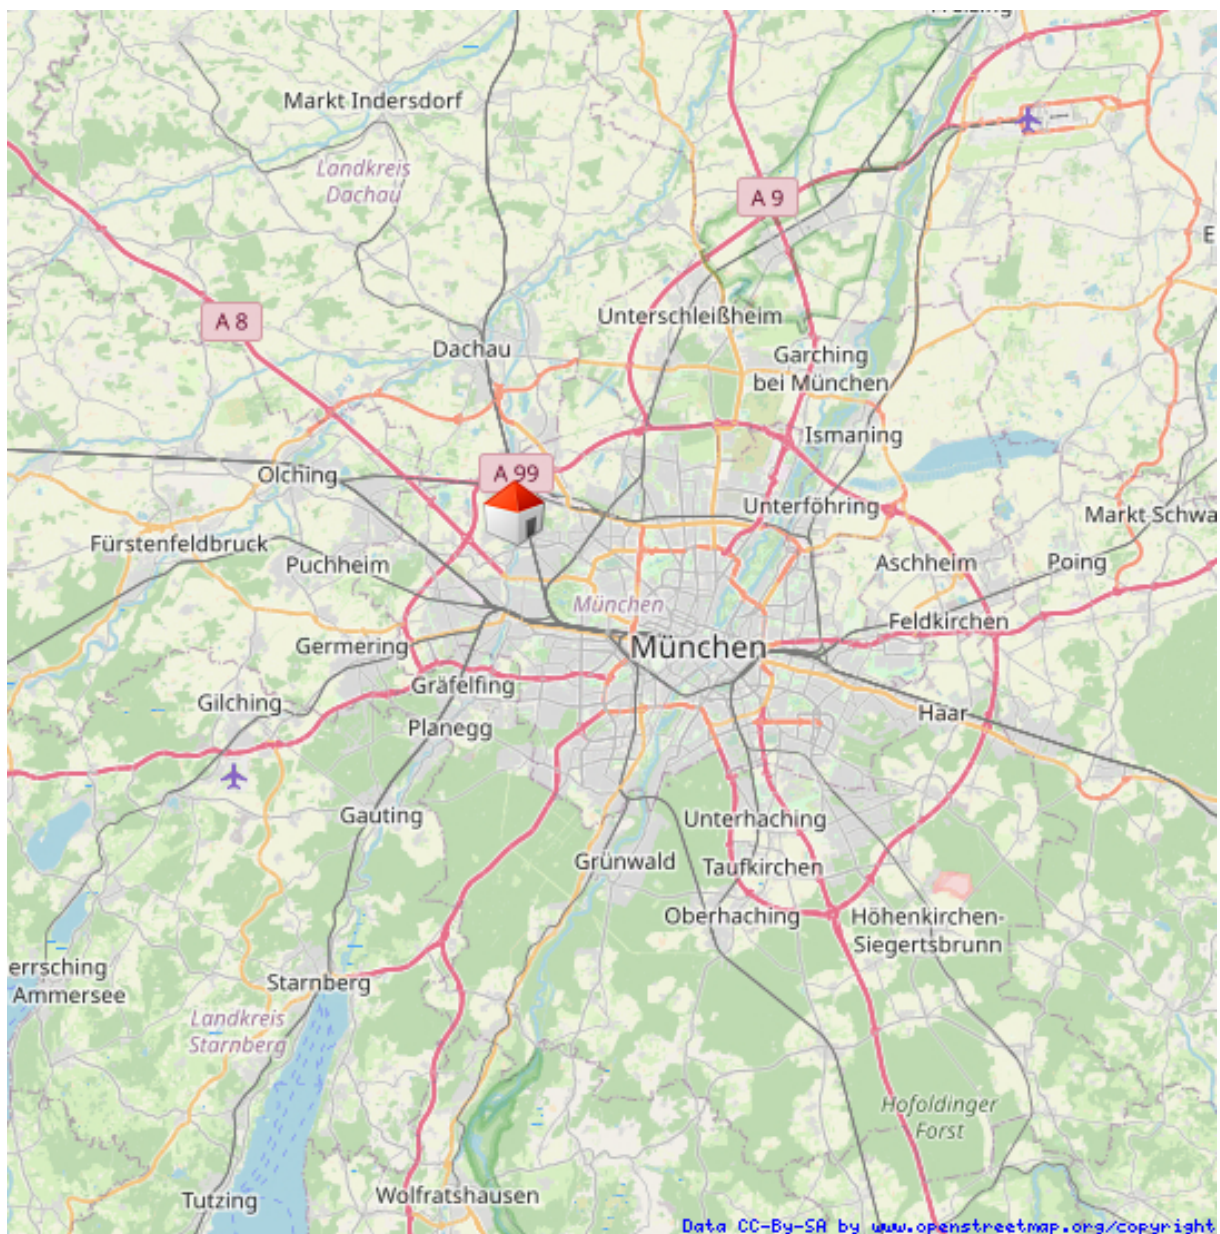 Markt Indersdorf
Landkreis
Dachau
A 9
E
A 8
Unterschleißheim
Dachau
Garching
bei München
Ismaning
A 99
Olching
Unterföhring
Markt Schwa
Fürstenfeldbruck
Puchheim
Aschheim
Poing
München
Feldkirchen
Germering
München
Gräfelfing
Gilching
Haar
Planegg
Gauting
Unterhaching
Grünwald
Taufkirchen
Oberhaching
Höhenkirchen-
Siegertsbrunn
errsching
Ammersee
Starnberg
Landkreis
Starnberg
Hofoldinger
Forst
Tutzing
Wolfratshausen
Data CC-By-SA by www.openstreetmap.org/copyright